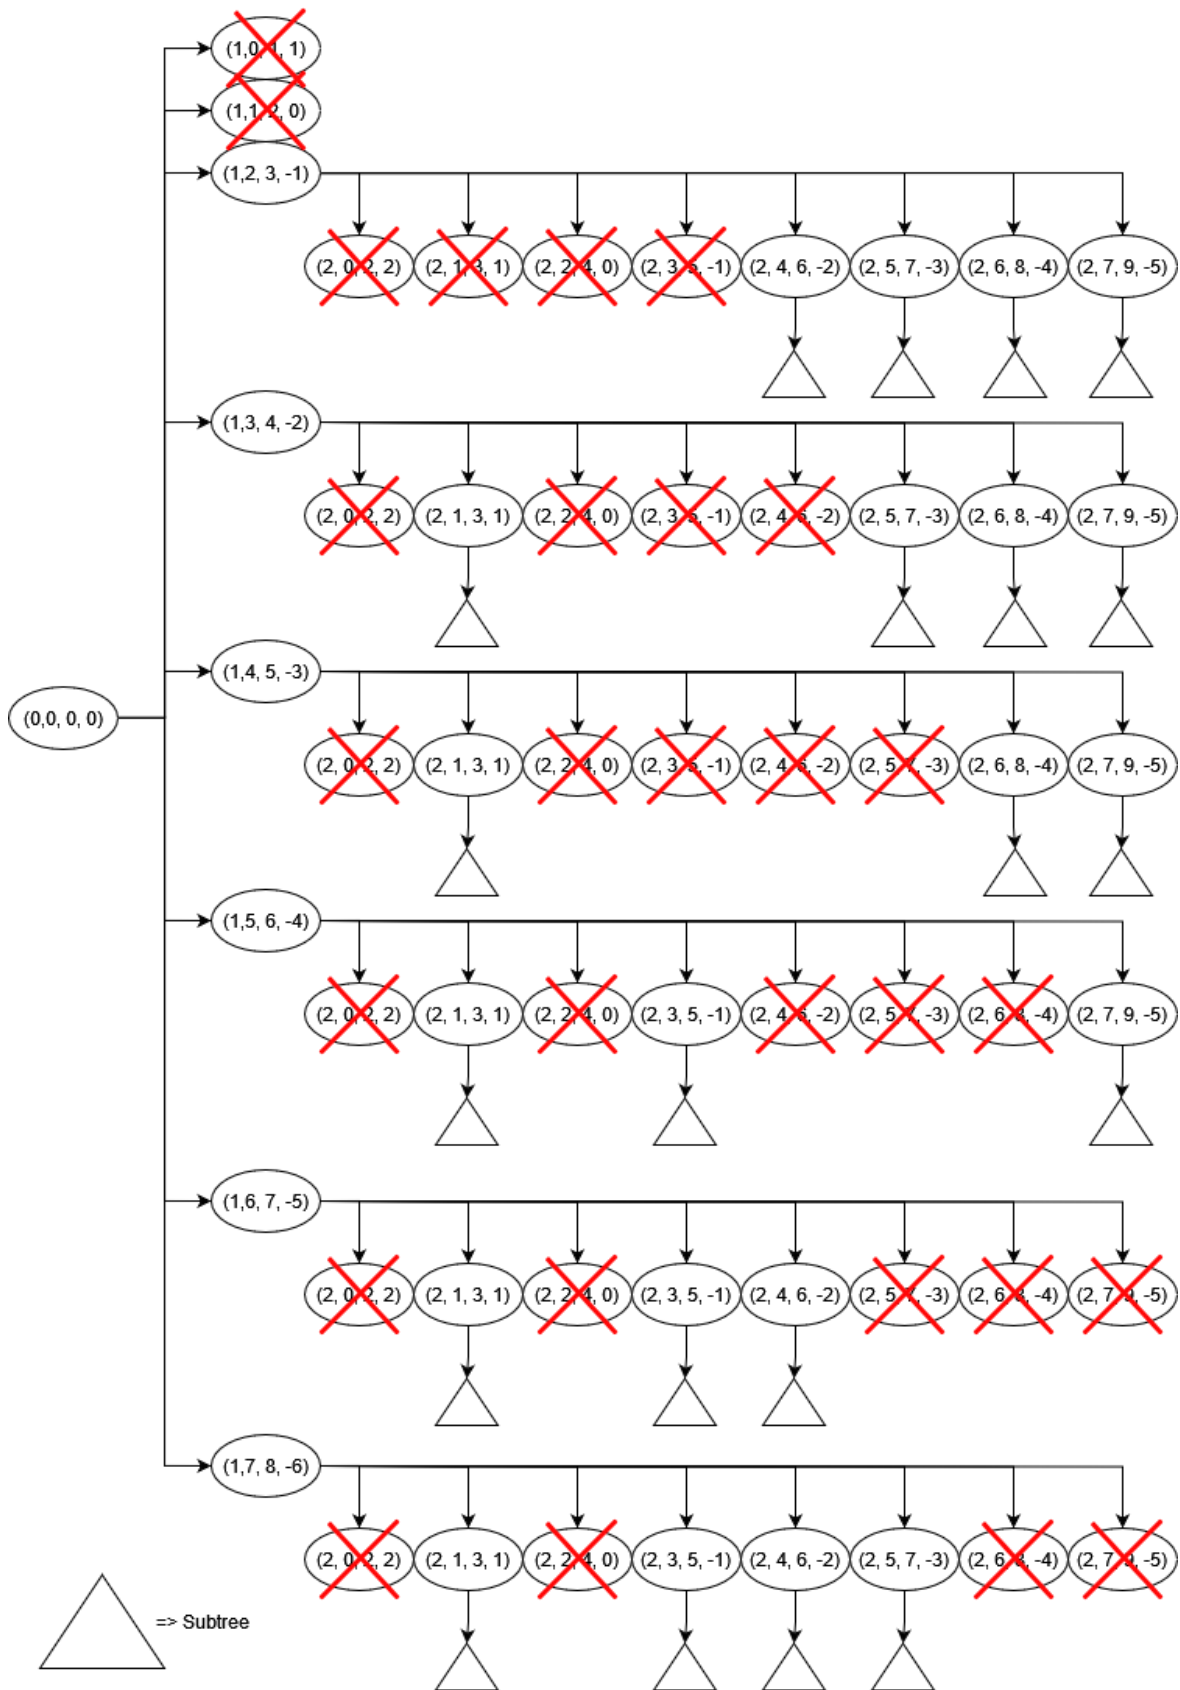 (1,0, 1, 1)
(1,1, 2, 0)
(1,2, 3, -1)
(2, 0, 2, 2) (2, 1, 3, 1) (2, 2, 4, 0) (2, 3, 5, -1) (2, 4, 6, -2) (2, 5, 7, -3) (2, 6, 8, -4) (2, 7, 9, -5)
(1,3, 4, -2)
(2, 0, 2, 2) (2, 1, 3, 1) (2, 2, 4, 0) (2, 3, 5, -1) (2, 4, 6, -2) (2, 5, 7, -3) (2, 6, 8, -4) (2, 7, 9, -5)
(1,4, 5, -3)
(0,0, 0, 0)
(2, 0, 2, 2) (2, 1, 3, 1) (2, 2, 4, 0) (2, 3, 5, -1) (2, 4, 6, -2) (2, 5, 7, -3) (2, 6, 8, -4) (2, 7, 9, -5)
(1,5, 6, -4)
(2, 0, 2, 2) (2, 1, 3, 1) (2, 2, 4, 0) (2, 3, 5, -1) (2, 4, 6, -2) (2, 5, 7, -3) (2, 6, 8, -4) (2, 7, 9, -5)
(1,6, 7, -5)
(2, 0, 2, 2) (2, 1, 3, 1) (2, 2, 4, 0) (2, 3, 5, -1) (2, 4, 6, -2) (2, 5, 7, -3) (2, 6, 8, -4) (2, 7, 9, -5)
(1,7, 8, -6)
(2, 0, 2, 2) (2, 1, 3, 1) (2, 2, 4, 0) (2, 3, 5, -1) (2, 4, 6, -2) (2, 5, 7, -3) (2, 6, 8, -4) (2, 7, 9, -5)
=> Subtree